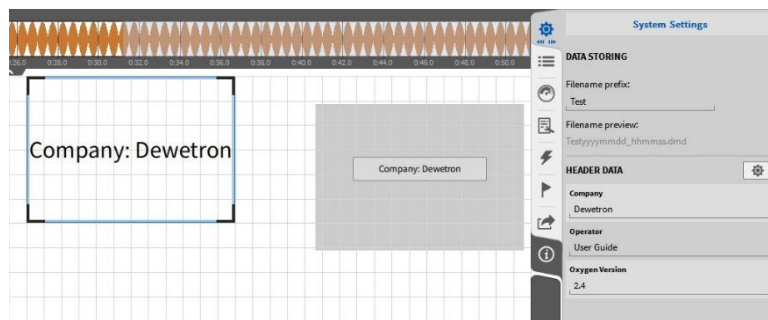 0:26.0 0:28.0 0:30.0 0:32.0 0:34.0 0:36.0 0:38.0 0:40.0 0:42.0 0:44.0 0:46.0 0:48.0 0:50.0
Company: Dewetron
Company: Dewetron
System Settings
DATA STORING
Filename prefix:
Test
Filename preview:
Testyyyymmdd_hhmmss.dmd
HEADER DATA
Company
Dewetron
Operator
User Guide
Oxygen Version
2.4